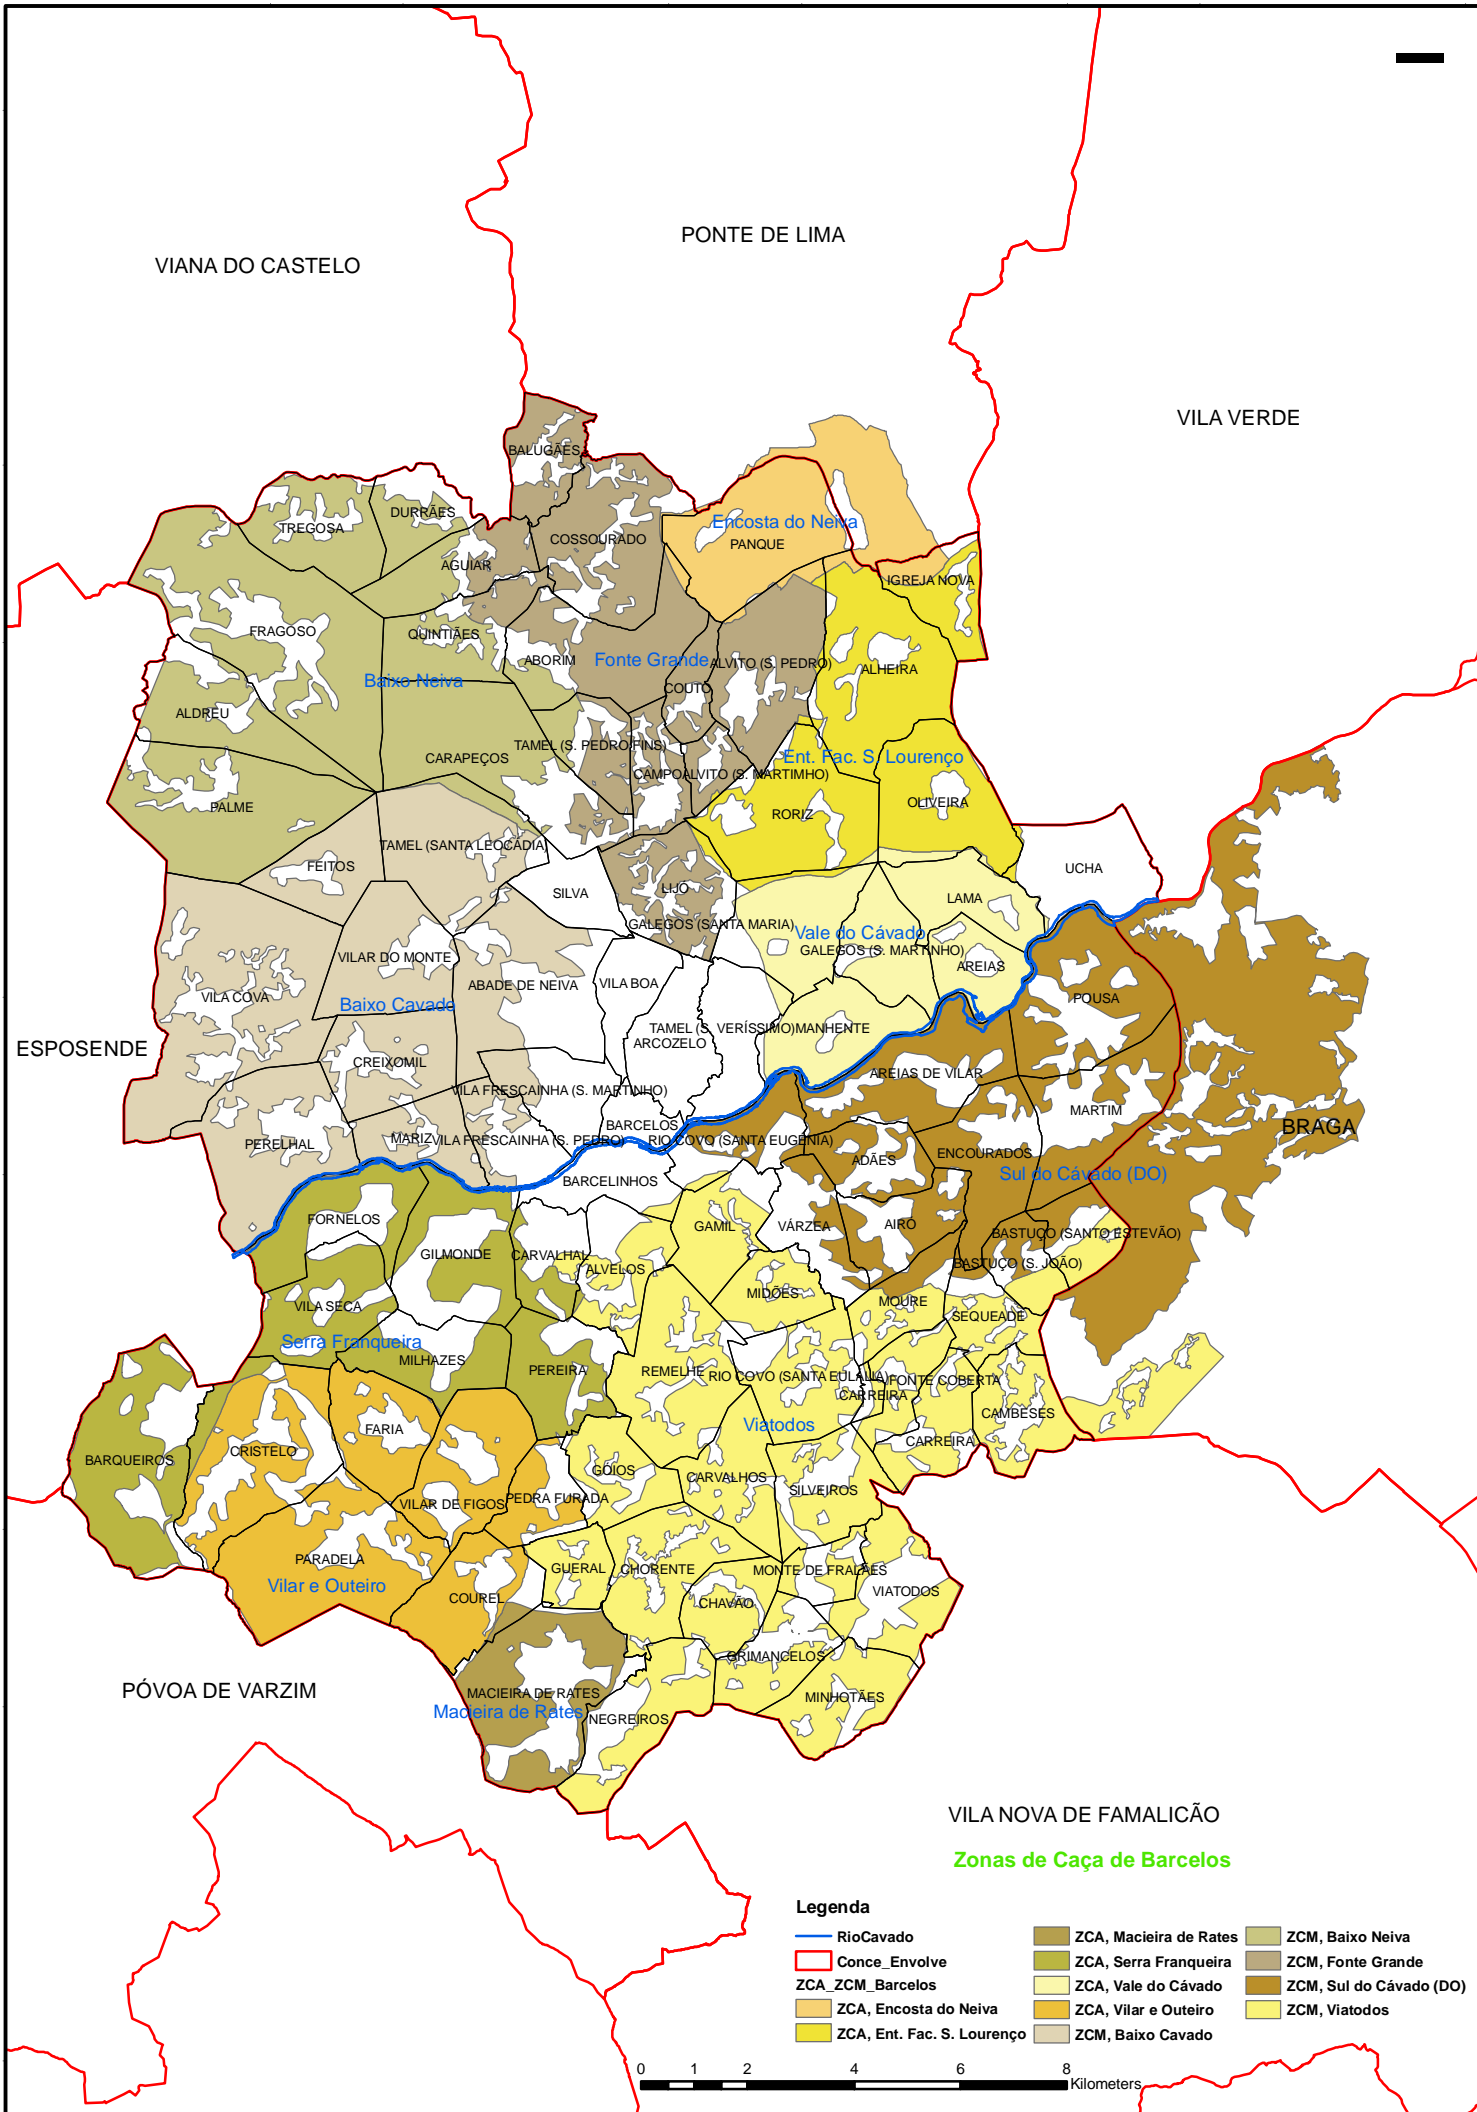 PONTE DE LIMA
VIANA DO CASTELO
VILA VERDE
BALUGÃES
DURRÃES
TREGOSA
Encosta do Neiva
COSSOURADO
PANQUE
AGUIAR
IGREJA NOVA
FRAGOSO
QUINTIÃES
ABORIM
Fonte Grande
ALVITO (S. PEDRO)
ALHEIRA
Baixo Neiva
COUTO
ALDREU
TAMEL (S. PEDRO FINS)
CARAPEÇOS
Ent. Fac. S. Lourenço
CAMPO
ALVITO (S. MARTIMHO)
PALME
OLIVEIRA
RORIZ
TAMEL (SANTA LEOCÁDIA)
FEITOS
UCHA
SILVA
LIJÓ
LAMA
GALEGOS (SANTA MARIA)
Vale do Cávado
GALEGOS (S. MARTINHO)
VILAR DO MONTE
AREIAS
ABADE DE NEIVA
VILA BOA
VILA COVA
POUSA
Baixo Cavado
TAMEL (S. VERÍSSIMO)
MANHENTE
ARCOZELO
ESPOSENDE
CREIXOMIL
AREIAS DE VILAR
VILA FRESCAINHA (S. MARTINHO)
MARTIM
BARCELOS
BRAGA
PERELHAL
MARIZ
VILA FRESCAINHA (S. PEDRO)
RIO COVO (SANTA EUGÉNIA)
ENCOURADOS
ADÃES
Sul do Cávado (DO)
BARCELINHOS
FORNELOS
GAMIL
VÁRZEA
AIRÓ
BASTUÇO (SANTO ESTEVÃO)
GILMONDE
CARVALHAL
BASTUÇO (S. JOÃO)
ALVELOS
MIDÕES
VILA SECA
MOURE
SEQUEADE
Serra Franqueira
MILHAZES
PEREIRA
REMELHE
RIO COVO (SANTA EULÁLIA)
FONTE COBERTA
CARREIRA
CAMBESES
Viatodos
FARIA
CARREIRA
CRISTELO
BARQUEIROS
GÓIOS
CARVALHOS
SILVEIROS
PEDRA FURADA
VILAR DE FIGOS
PARADELA
GUERAL
CHORENTE
MONTE DE FRALÃES
Vilar e Outeiro
VIATODOS
COUREL
CHAVÃO
GRIMANCELOS
PÓVOA DE VARZIM
MACIEIRA DE RATES
MINHOTÃES
Macieira de Rates
NEGREIROS
VILA NOVA DE FAMALICÃO
Zonas de Caça de Barcelos
Legenda
RioCavado
Conce_Envolve
ZCA_ZCM_Barcelos
ZCA, Encosta do Neiva
ZCA, Ent. Fac. S. Lourenço
ZCA, Macieira de Rates
ZCA, Serra Franqueira
ZCA, Vale do Cávado
ZCA, Vilar e Outeiro
ZCM, Baixo Cavado
ZCM, Baixo Neiva
ZCM, Fonte Grande
ZCM, Sul do Cávado (DO)
ZCM, Viatodos
0 1 2 4 6 8
Kilometers